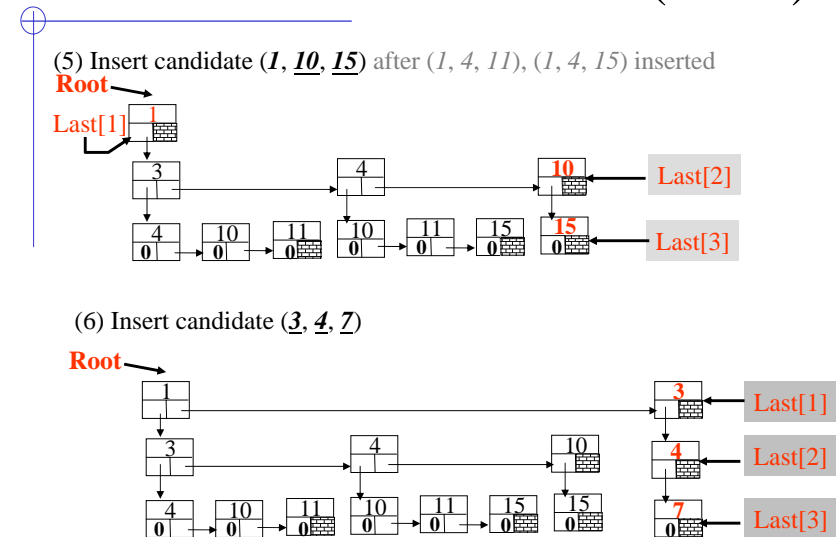 (5) Insert candidate (1, 10, 15) after (1, 4, 11), (1, 4, 15) inserted
Root
Last[1]
1
3 4 10 Last[2]
4 10 11 10 11 15 15 Last[3]
0 0 0 0 0 0 0
(6) Insert candidate (3, 4, 7)
Root
1 3 Last[1]
3 4 10 4 Last[2]
4 10 11 10 11 15 15 7 Last[3]
0 0 0 0 0 0 0 0